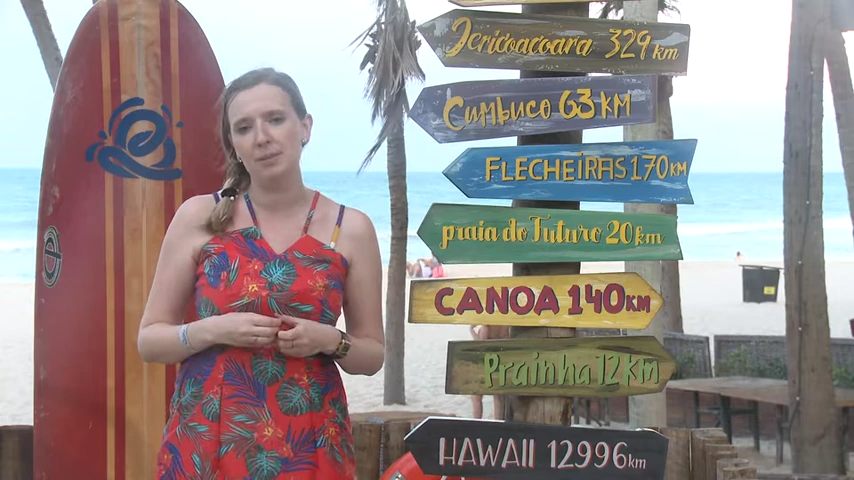 Jericoacoara 329 km
Cumbuco 63 KM
FLECHEIRAS 170 KM
praia do Futuro 20 km
CANOA 140 KM
Prainha 12 km
HAWAII 12996 km